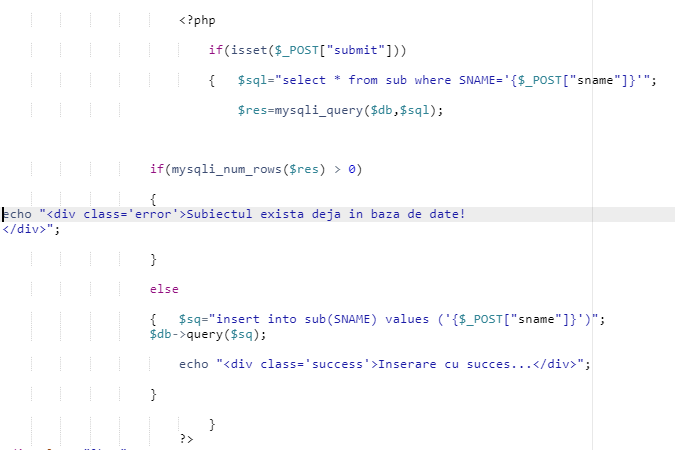 <?php
if(isset($_POST["submit"]))
{ $sql="select * from sub where SNAME='{$_POST["sname"]}'";
$res=mysqli_query($db,$sql);
if(mysqli_num_rows($res) > 0)
{
echo "<div class='error'>Subiectul exista deja in baza de date!
</div>";
}
else
{ $sq="insert into sub(SNAME) values ('{$_POST["sname"]}')";
$db->query($sq);
echo "<div class='success'>Inserare cu succes...</div>";
}
}
?>